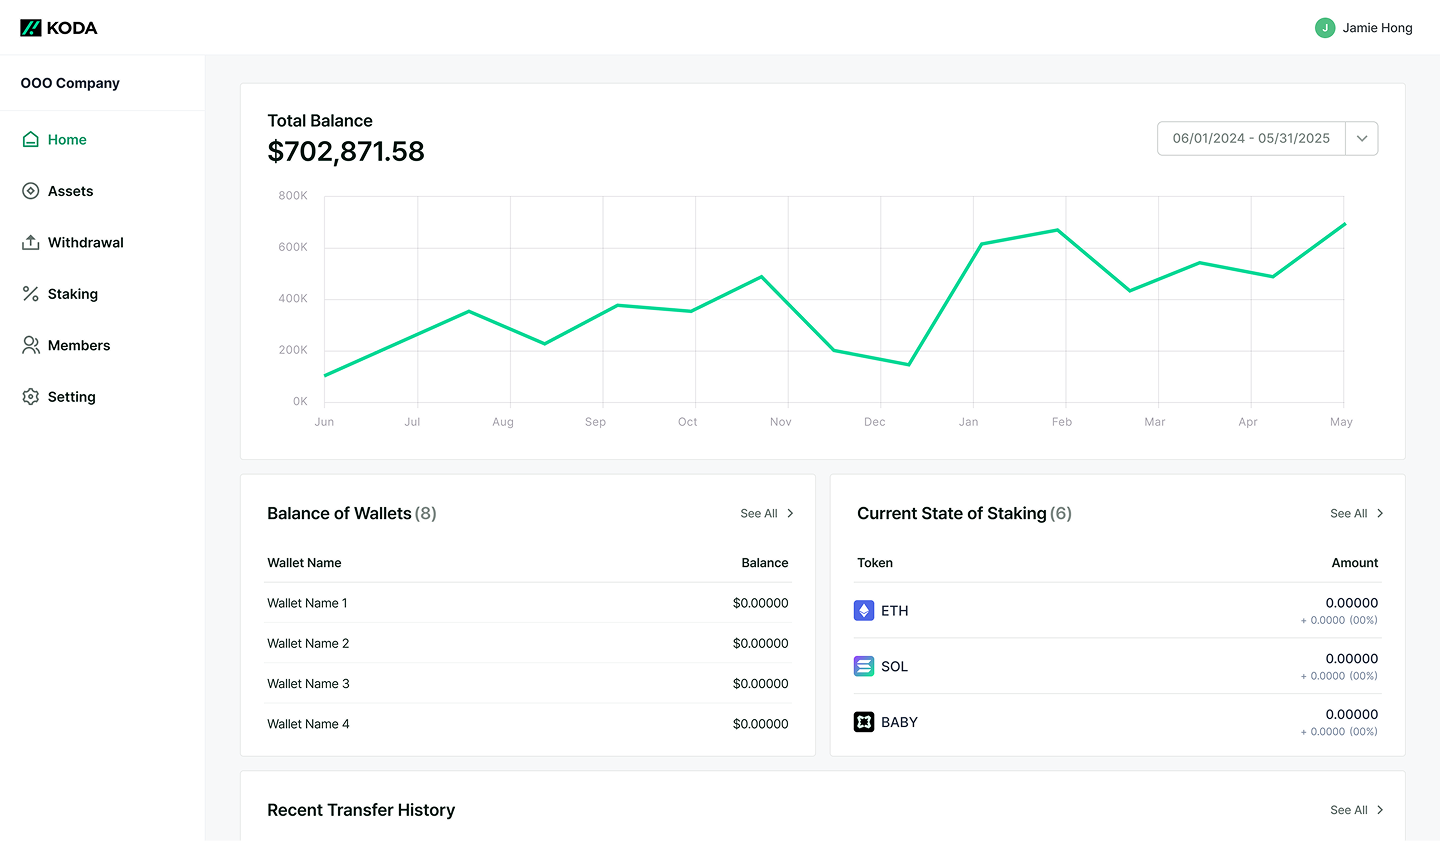 KODA
J Jamie Hong
OOO Company
Home
Assets
Withdrawal
Staking
Members
Setting
Total Balance
$702,871.58
06/01/2024 - 05/31/2025
800K
600K
400K
200K
0K
Jun Jul Aug Sep Oct Nov Dec Jan Feb Mar Apr May
Balance of Wallets (8)
See All
Wallet Name Balance
Wallet Name 1 $0.00000
Wallet Name 2 $0.00000
Wallet Name 3 $0.00000
Wallet Name 4 $0.00000
Current State of Staking (6)
See All
Token Amount
ETH 0.00000
+ 0.0000 (00%)
SOL 0.00000
+ 0.0000 (00%)
BABY 0.00000
+ 0.0000 (00%)
Recent Transfer History
See All